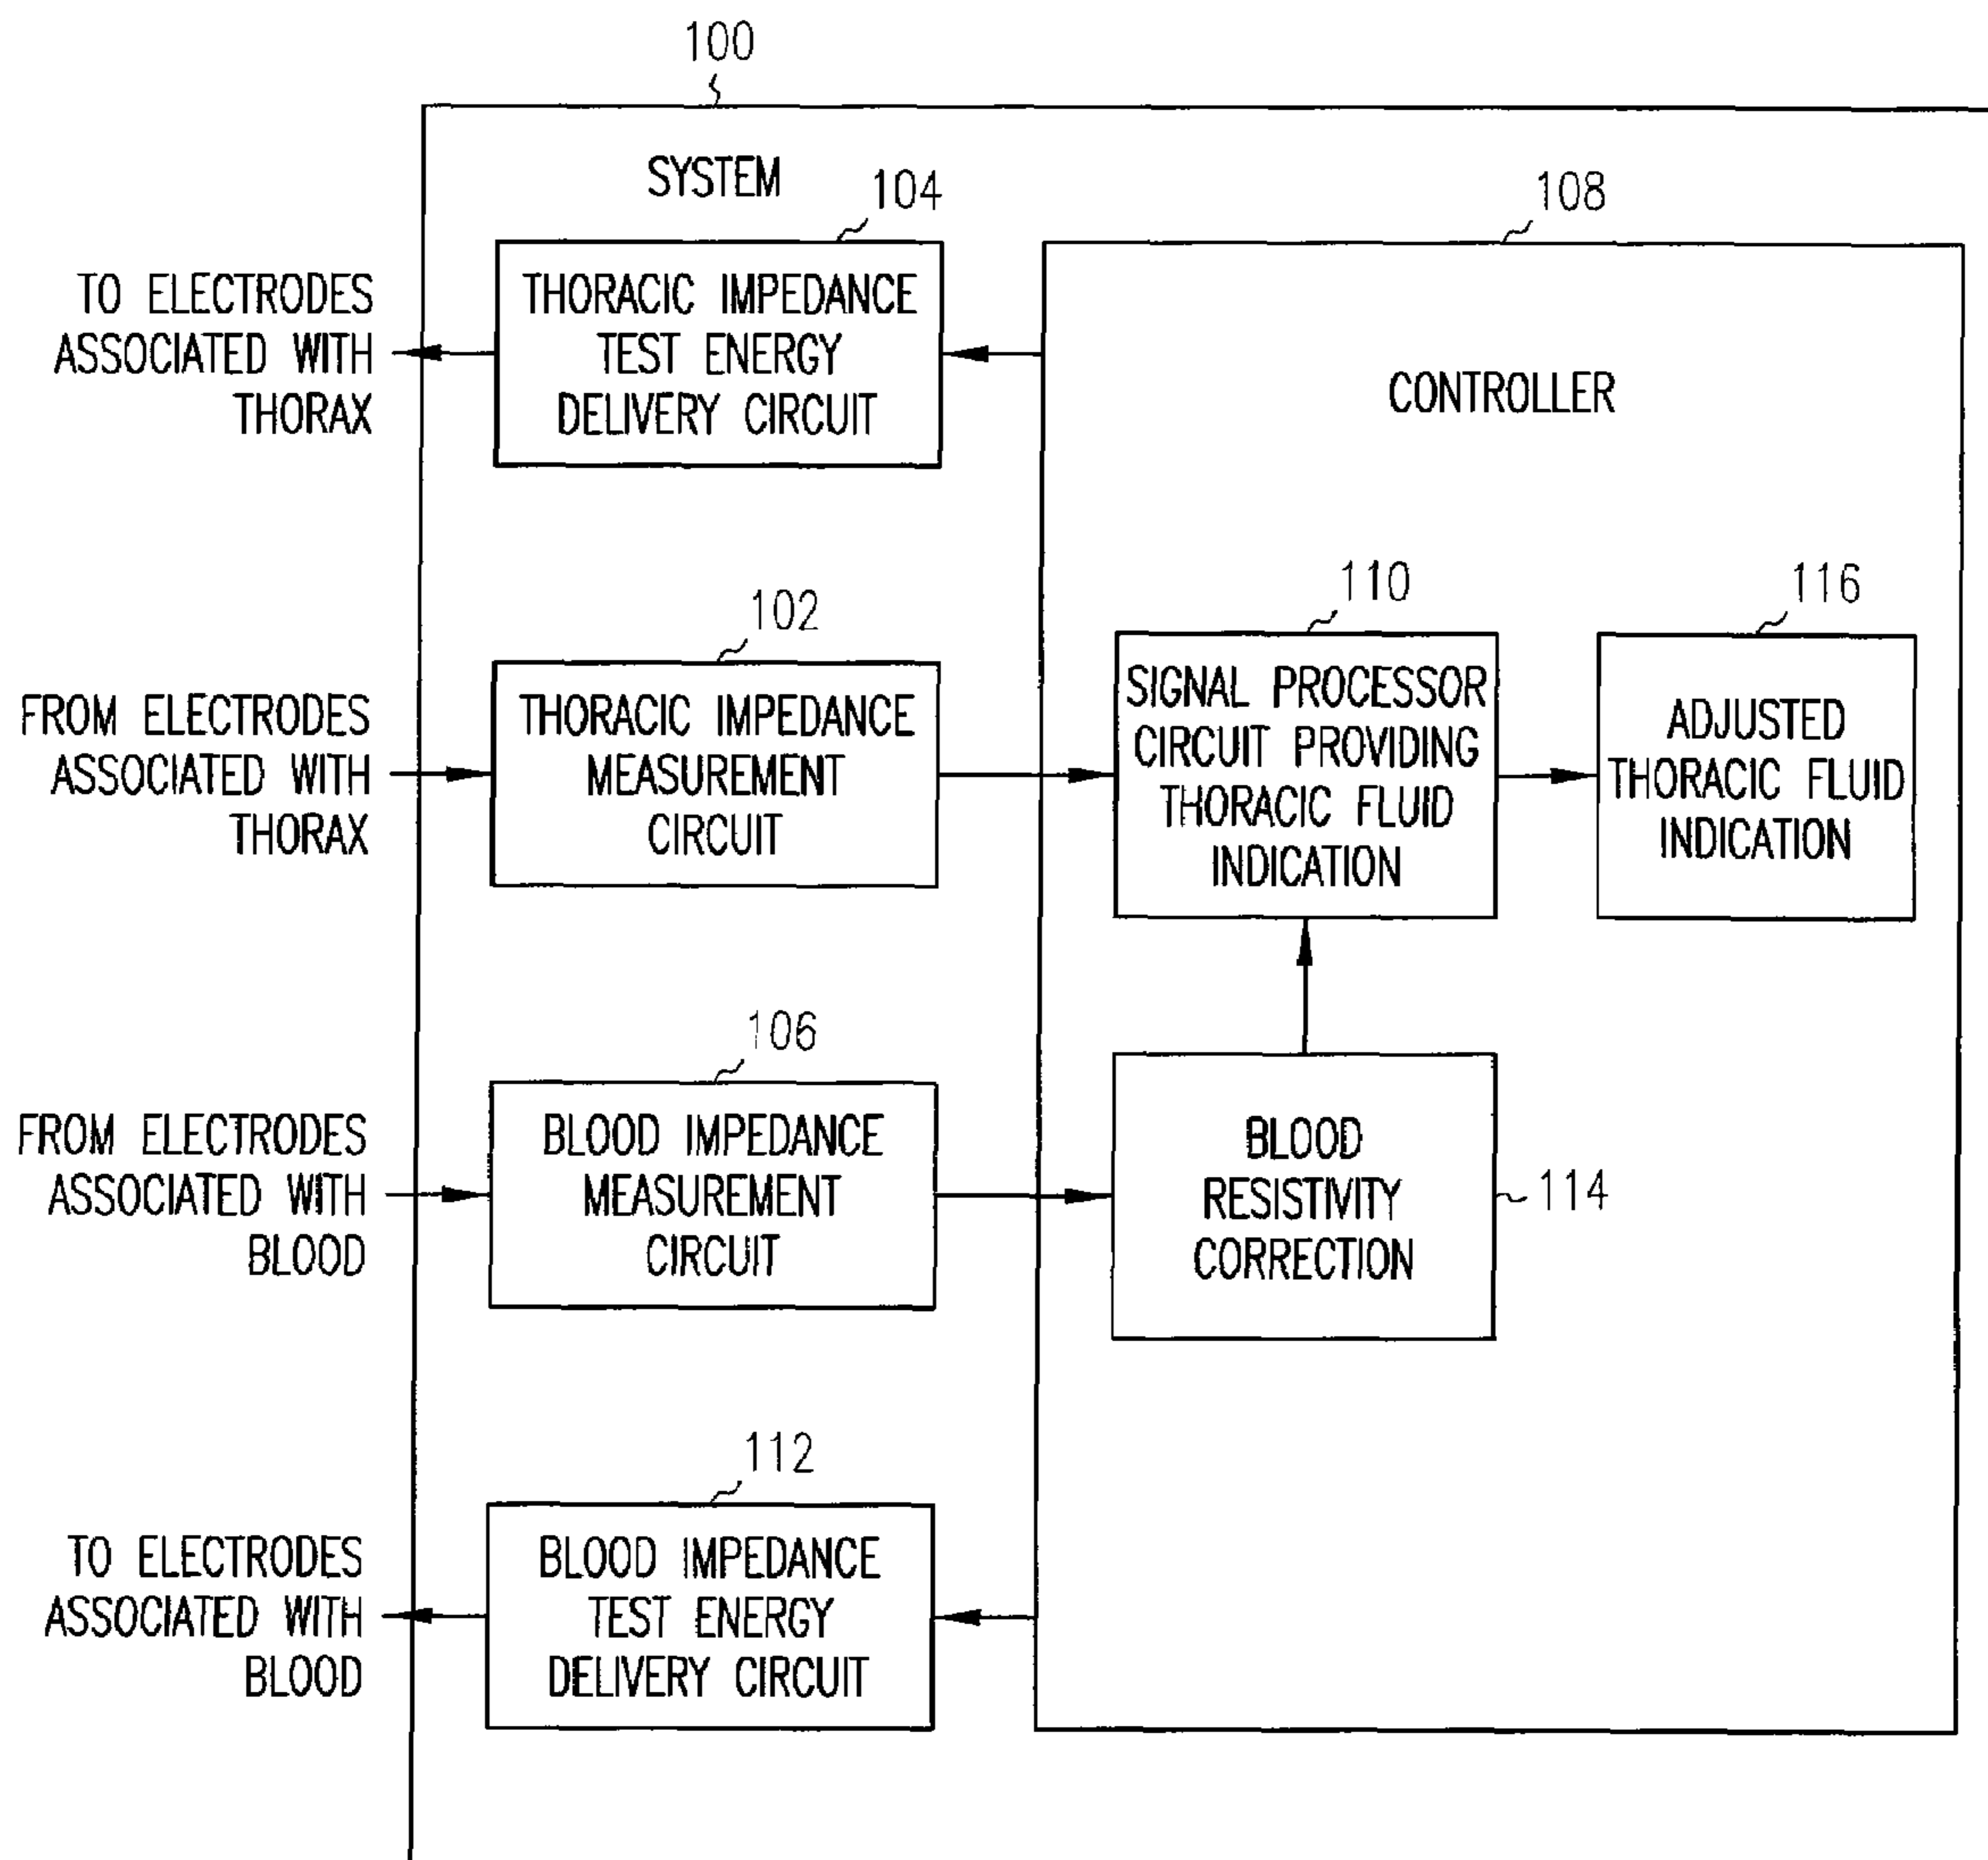 100
SYSTEM
104
108
TO ELECTRODES
ASSOCIATED WITH
THORAX
THORACIC IMPEDANCE
TEST ENERGY
DELIVERY CIRCUIT
CONTROLLER
102
110
116
FROM ELECTRODES
ASSOCIATED WITH
THORAX
THORACIC IMPEDANCE
MEASUREMENT
CIRCUIT
SIGNAL PROCESSOR
CIRCUIT PROVIDING
THORACIC FLUID
INDICATION
ADJUSTED
THORACIC FLUID
INDICATION
106
FROM ELECTRODES
ASSOCIATED WITH
BLOOD
BLOOD IMPEDANCE
MEASUREMENT
CIRCUIT
BLOOD
RESISTIVITY
CORRECTION
114
112
TO ELECTRODES
ASSOCIATED WITH
BLOOD
BLOOD IMPEDANCE
TEST ENERGY
DELIVERY CIRCUIT